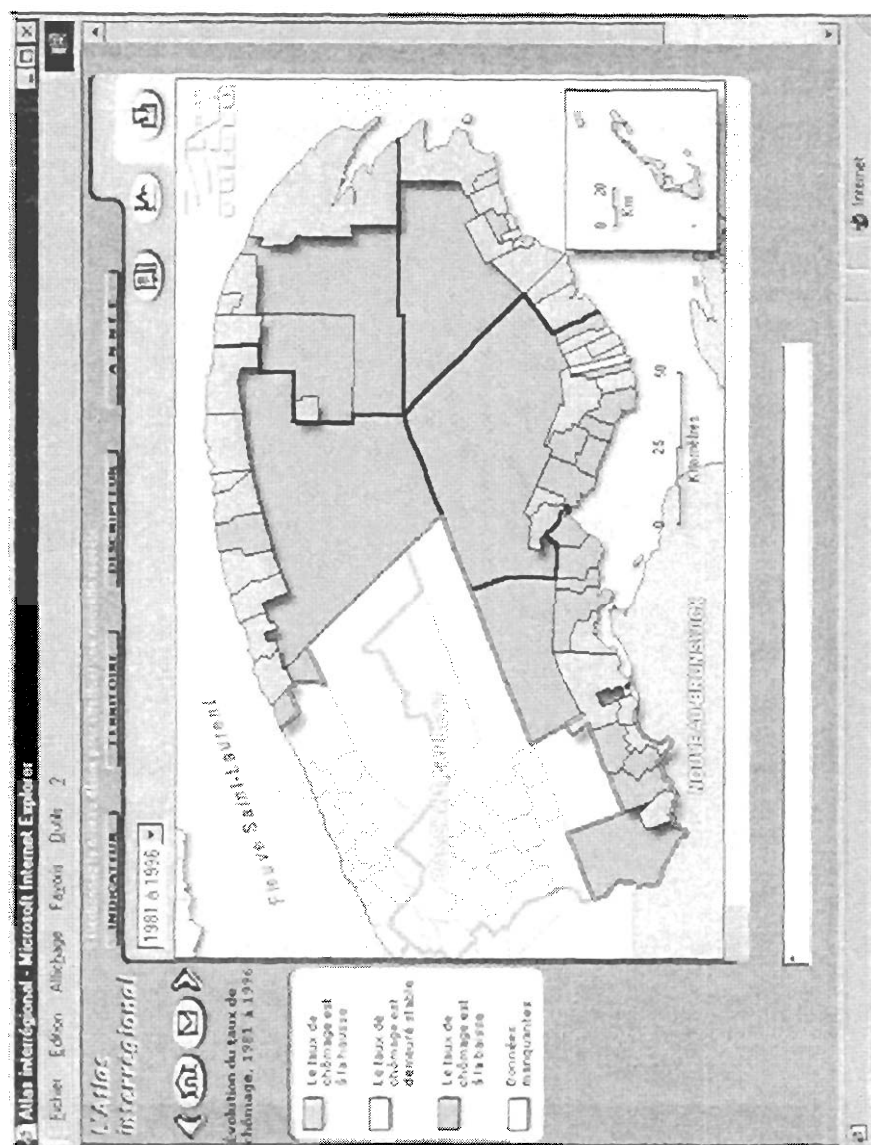 Atlas Interrégional - Microsoft Internet Explorer
Fichier Edition Affichage Favoris Outils ?
L'Atlas
interrégional
INDICATEUR TERRITOIRE DESCRIPTEUR ANNÉE
1981 à 1996
Évolution du taux de
chômage, 1981 à 1996
Le taux de
chômage est
à la hausse
Le taux de
chômage est
demeuré stable
Le taux de
chômage est
à la baisse
Données
manquantes
Fleuve Saint-Laurent
NOUVEAU-BRUNSWICK
0 25 50
Kilomètres
0 20
Km
Internet